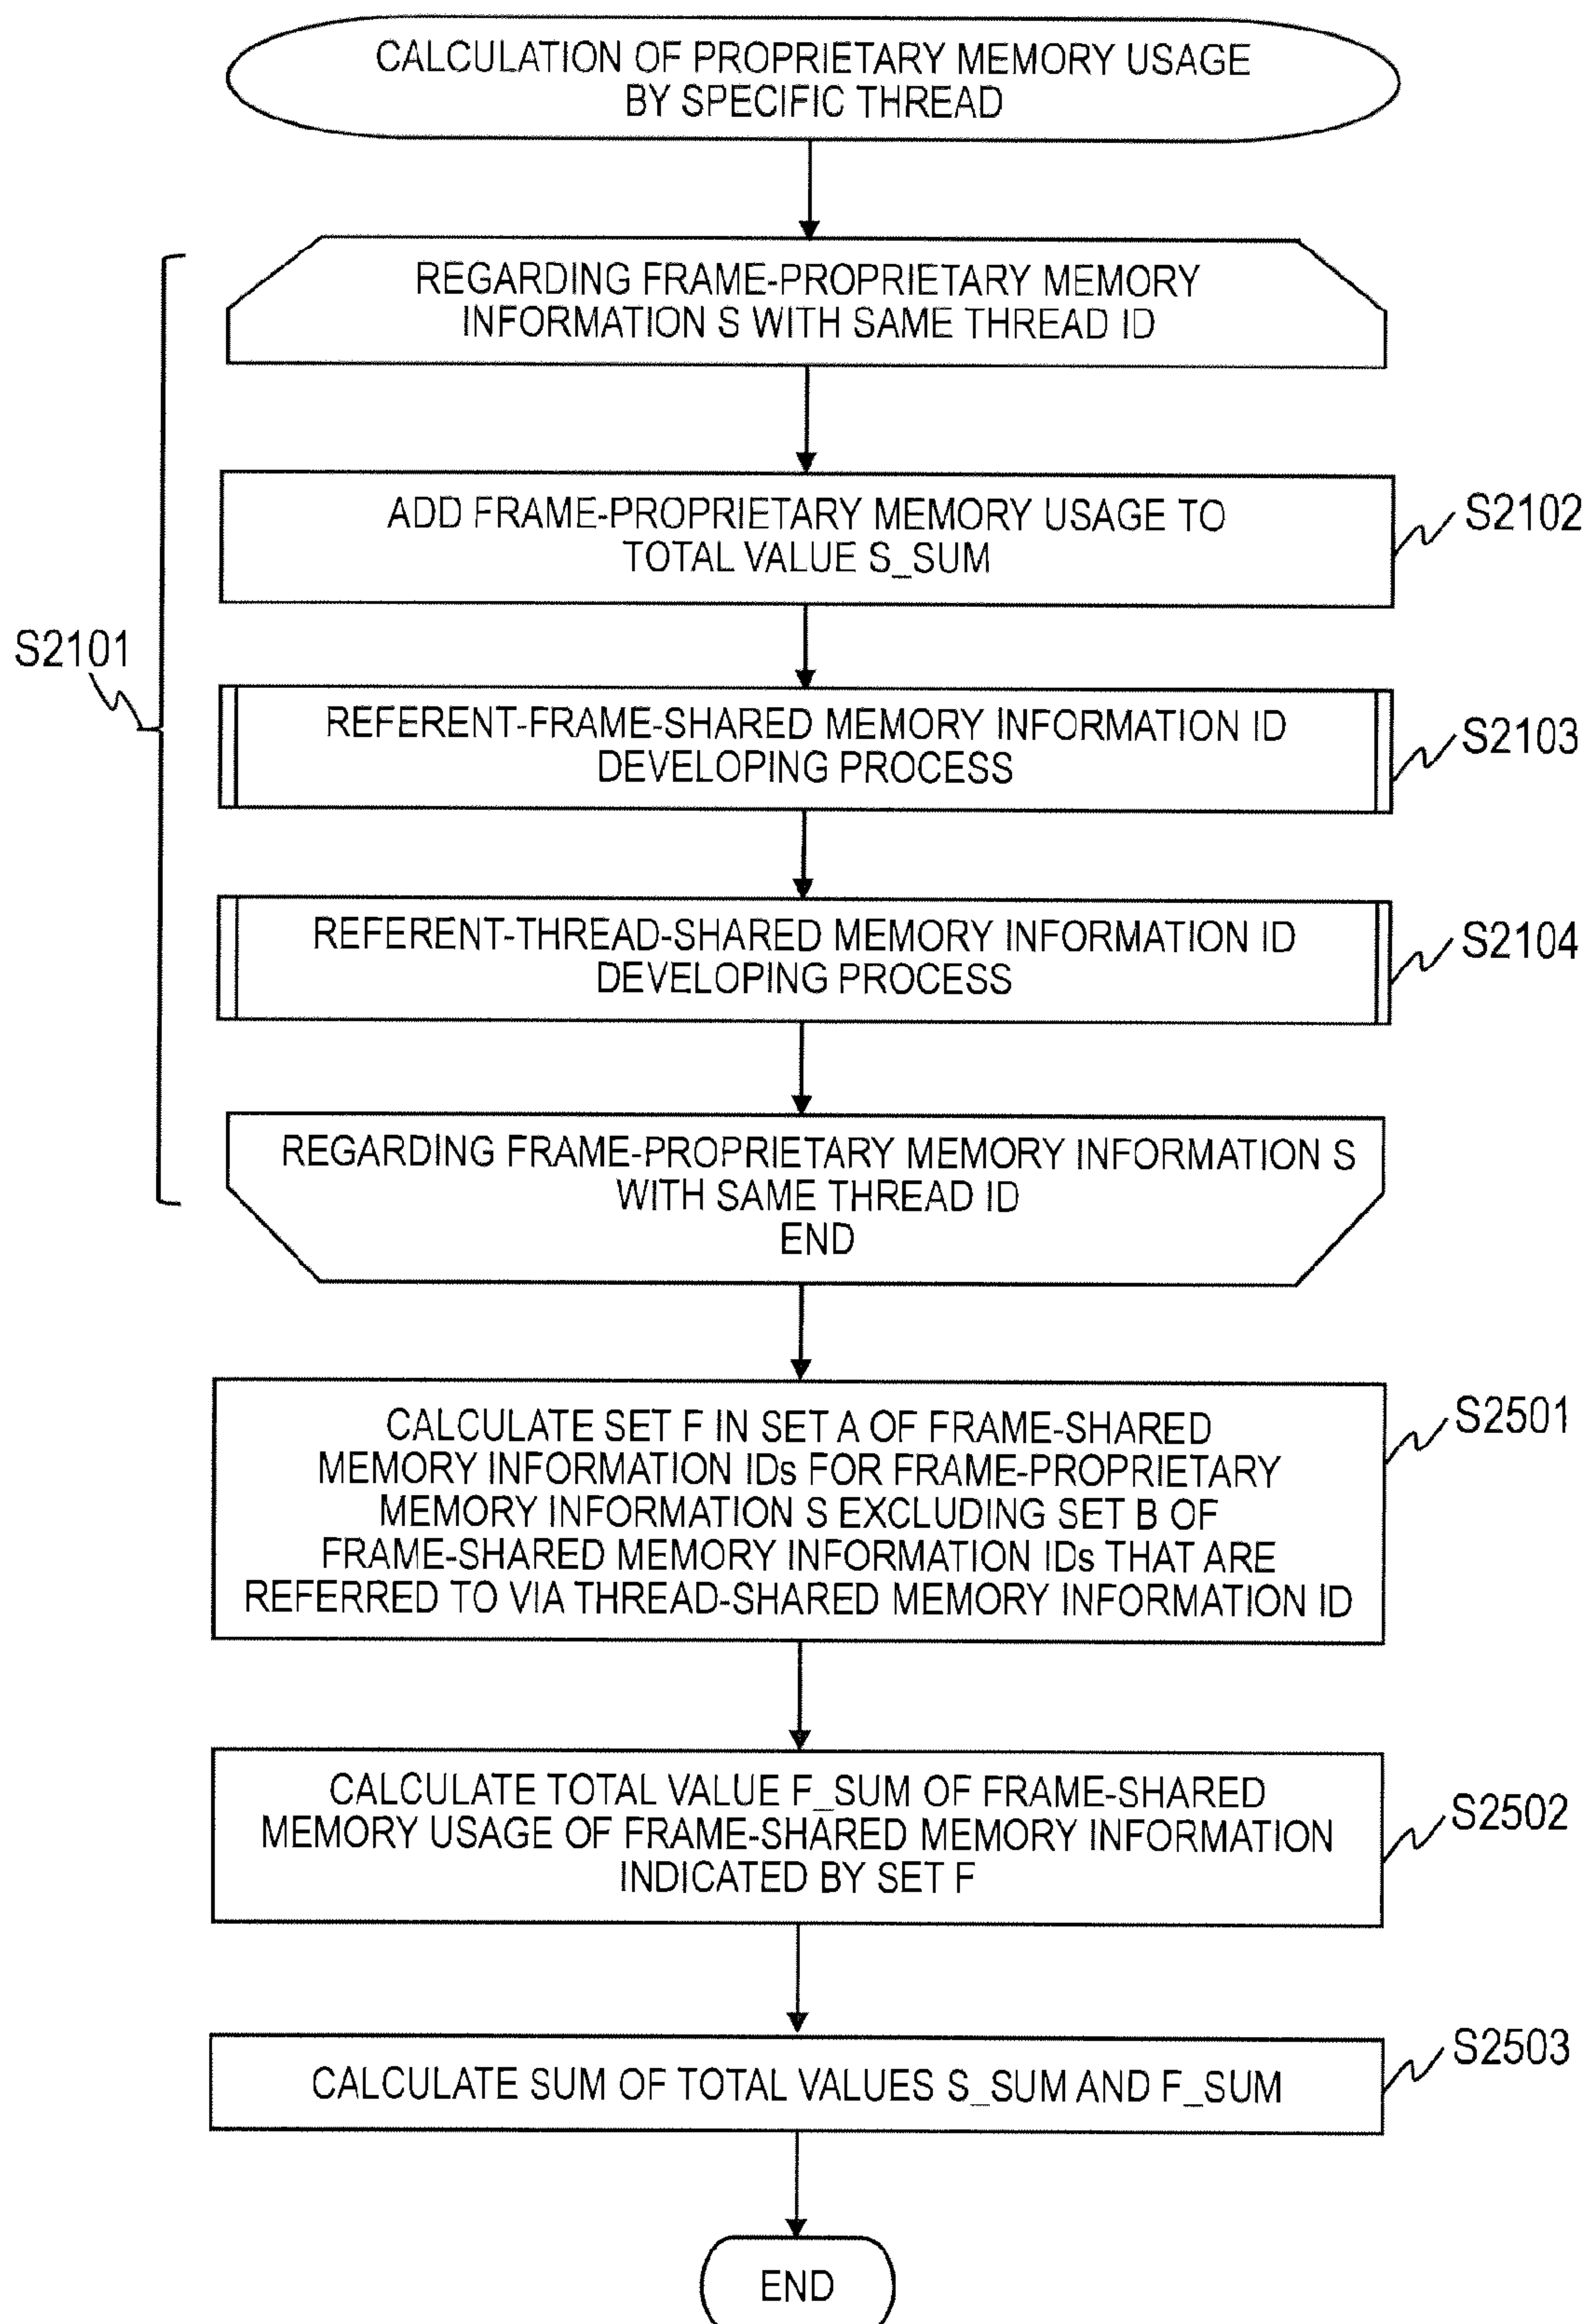 CALCULATION OF PROPRIETARY MEMORY USAGE
BY SPECIFIC THREAD
REGARDING FRAME-PROPRIETARY MEMORY
INFORMATION S WITH SAME THREAD ID
ADD FRAME-PROPRIETARY MEMORY USAGE TO
TOTAL VALUE S_SUM
S2102
S2101
REFERENT-FRAME-SHARED MEMORY INFORMATION ID
DEVELOPING PROCESS
S2103
REFERENT-THREAD-SHARED MEMORY INFORMATION ID
DEVELOPING PROCESS
S2104
REGARDING FRAME-PROPRIETARY MEMORY INFORMATION S
WITH SAME THREAD ID
END
CALCULATE SET F IN SET A OF FRAME-SHARED
MEMORY INFORMATION IDs FOR FRAME-PROPRIETARY
MEMORY INFORMATION S EXCLUDING SET B OF
FRAME-SHARED MEMORY INFORMATION IDs THAT ARE
REFERRED TO VIA THREAD-SHARED MEMORY INFORMATION ID
S2501
CALCULATE TOTAL VALUE F_SUM OF FRAME-SHARED
MEMORY USAGE OF FRAME-SHARED MEMORY INFORMATION
INDICATED BY SET F
S2502
CALCULATE SUM OF TOTAL VALUES S_SUM AND F_SUM
S2503
END